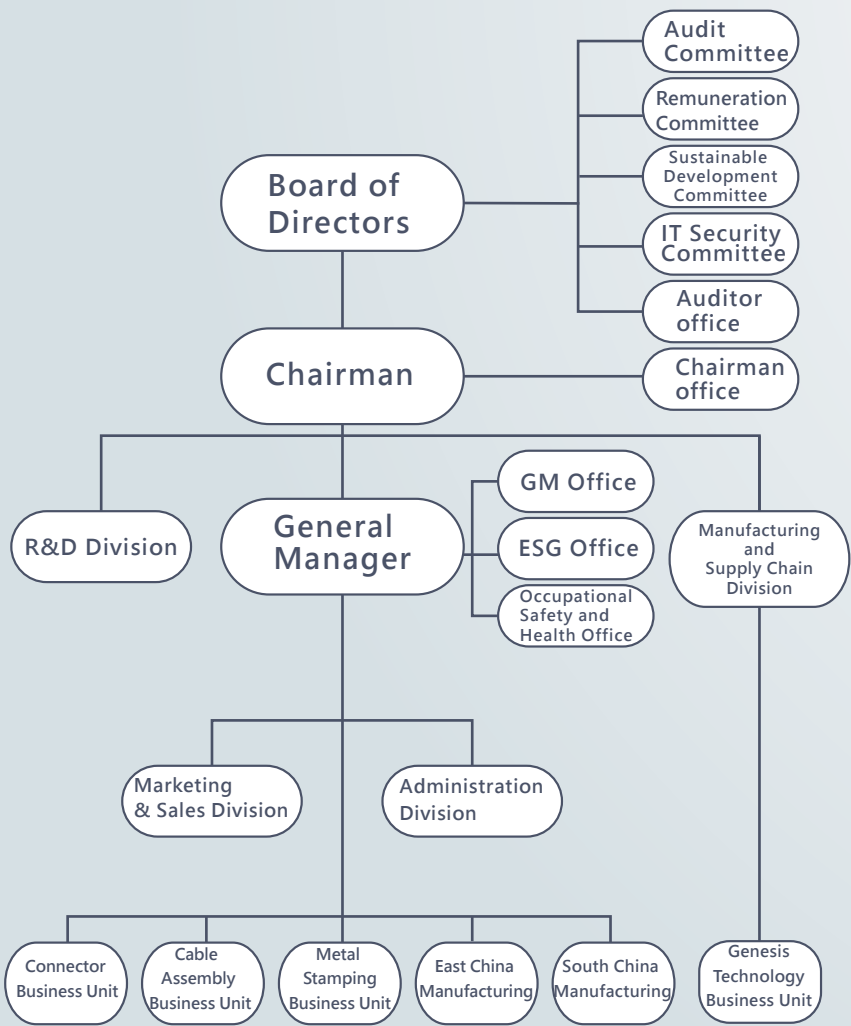 Audit
Committee
Remuneration
Committee
Sustainable
Development
Committee
Board of
Directors
IT Security
Committee
Auditor
office
Chairman
Chairman
office
GM Office
General
Manager
R&D Division
ESG Office
Manufacturing
and
Supply Chain
Division
Occupational
Safety and
Health Office
Marketing
& Sales Division
Administration
Division
Connector
Business Unit
Cable
Assembly
Business Unit
Metal
Stamping
Business Unit
East China
Manufacturing
South China
Manufacturing
Genesis
Technology
Business Unit